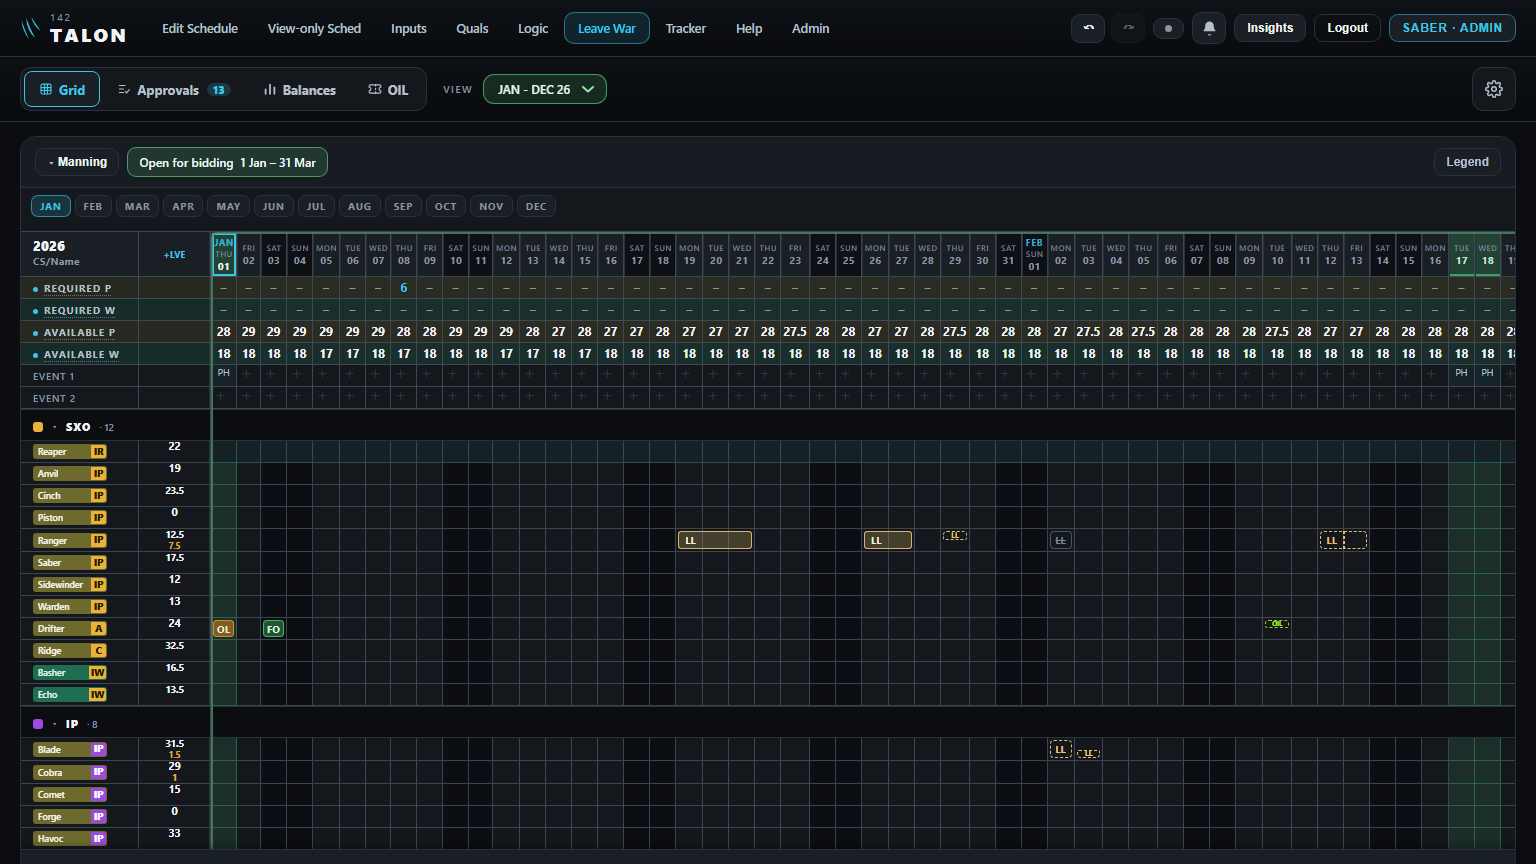 142
TALON
Edit Schedule View-only Sched Inputs Quals Logic Leave War Tracker Help Admin
Insights Logout SABER · ADMIN
Grid Approvals 13 Balances OIL VIEW JAN - DEC 26
Manning Open for bidding 1 Jan – 31 Mar Legend
JAN FEB MAR APR MAY JUN JUL AUG SEP OCT NOV DEC
2026
CS/Name
+LVE
JAN THU 01 FRI 02 SAT 03 SUN 04 MON 05 TUE 06 WED 07 THU 08 FRI 09 SAT 10 SUN 11 MON 12 TUE 13 WED 14 THU 15 FRI 16 SAT 17 SUN 18 MON 19 TUE 20 WED 21 THU 22 FRI 23 SAT 24 SUN 25 MON 26 TUE 27 WED 28 THU 29 FRI 30 SAT 31 FEB SUN 01 MON 02 TUE 03 WED 04 THU 05 FRI 06 SAT 07 SUN 08 MON 09 TUE 10 WED 11 THU 12 FRI 13 SAT 14 SUN 15 MON 16 TUE 17 WED 18
REQUIRED P – – – – – – – 6 – – – – – – – – – – – – – – – – – – – – – – – – – – – – – – – – – – – – – – – – – –
REQUIRED W – – – – – – – – – – – – – – – – – – – – – – – – – – – – – – – – – – – – – – – – – – – – – – – – – –
AVAILABLE P 28 29 29 29 29 29 29 28 28 29 29 29 28 27 28 27 27 27 27 27 27 28 27.5 28 28 27 27 28 27.5 28 28 28 27 27.5 28 27.5 28 28 28 28 27.5 28 27 27 28 28 28 28 28 28
AVAILABLE W 18 18 18 18 17 17 18 17 18 18 18 17 17 18 17 18 18 18 18 18 18 18 18 18 18 18 18 18 18 18 18 18 18 18 18 18 18 18 18 18 18 18 18 18 18 18 18 18 18
EVENT 1 PH + + + + + + + + + + + + + + + + + + + + + + + + + + + + + + + + + + + + + + + + + + + + + + PH PH +
EVENT 2 + + + + + + + + + + + + + + + + + + + + + + + + + + + + + + + + + + + + + + + + + + + + + + + + + +
SXO · 12
Reaper IR 22
Anvil IP 19
Cinch IP 23.5
Piston IP 0
Ranger IP 12.5 7.5 LL LL LL LL LL
Saber IP 17.5
Sidewinder IP 12
Warden IP 13
Drifter A 24 OL FO OL
Ridge C 32.5
Basher IW 16.5
Echo IW 13.5
IP · 8
Blade IP 31.5 1.5 LL LL
Cobra IP 29 1
Comet IP 15
Forge IP 0
Havoc IP 33